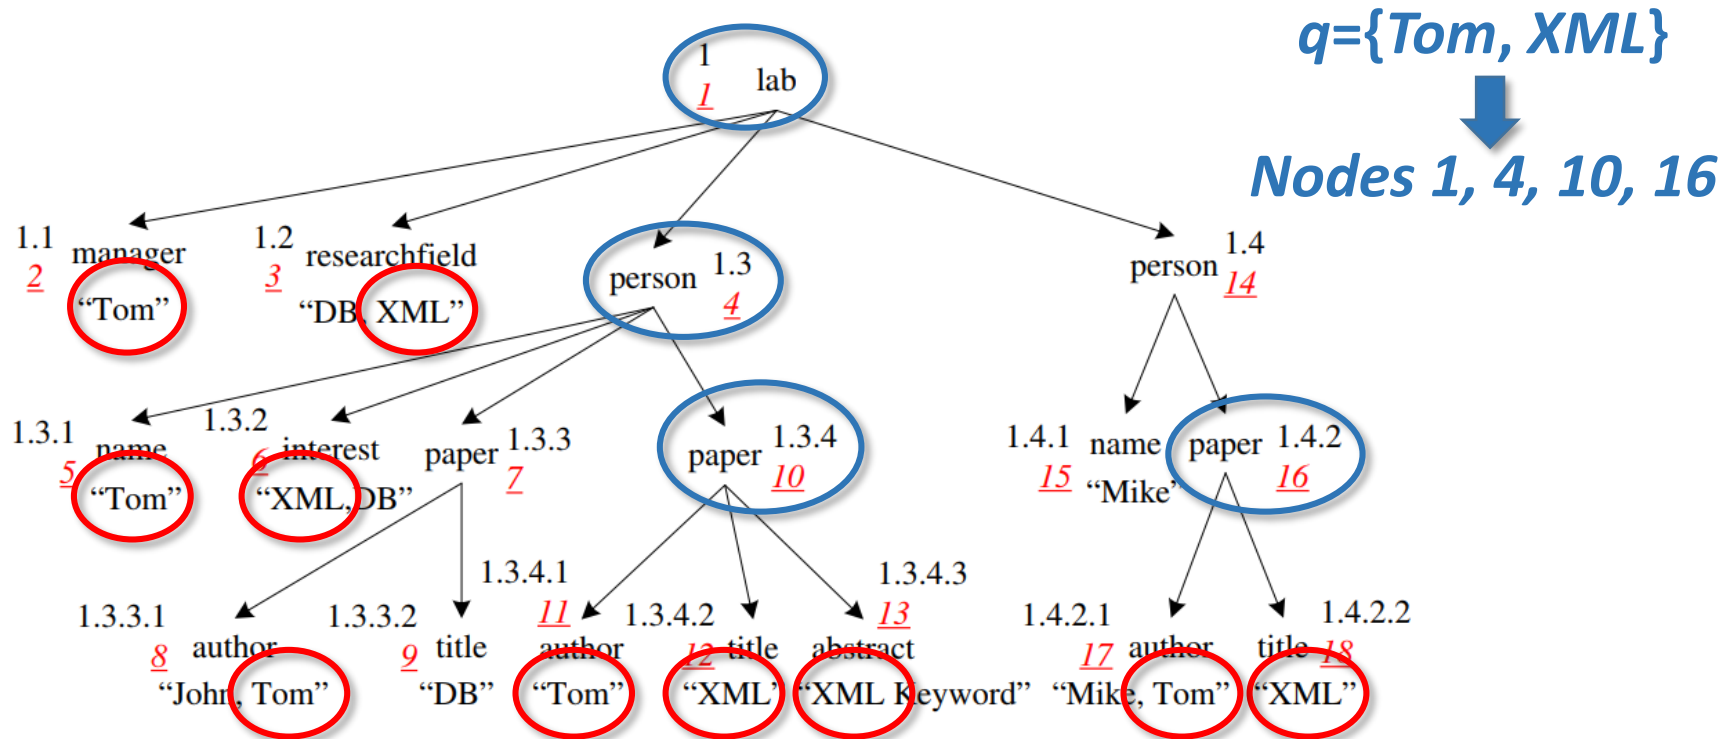 q={Tom, XML}
Nodes 1, 4, 10, 16
1
1 lab
1.1 manager
2
"Tom"
1.2 researchfield
3
"DB, XML"
person 1.3
4
"person" 1.4
14
1.3.1 name
5
"Tom"
1.3.2 interest
6
"XML,DB"
paper 1.3.3
7
paper 1.3.4
10
1.4.1 name
15 "Mike"
paper 1.4.2
16
1.3.3.1 author
8
"John, Tom"
1.3.3.2 title
9
"DB"
1.3.4.1
11
author
"Tom"
1.3.4.2
12 title
"XML"
1.3.4.3
13
abstract
"XML Keyword"
1.4.2.1
17 author
"Mike, Tom"
1.4.2.2
title 18
"XML"